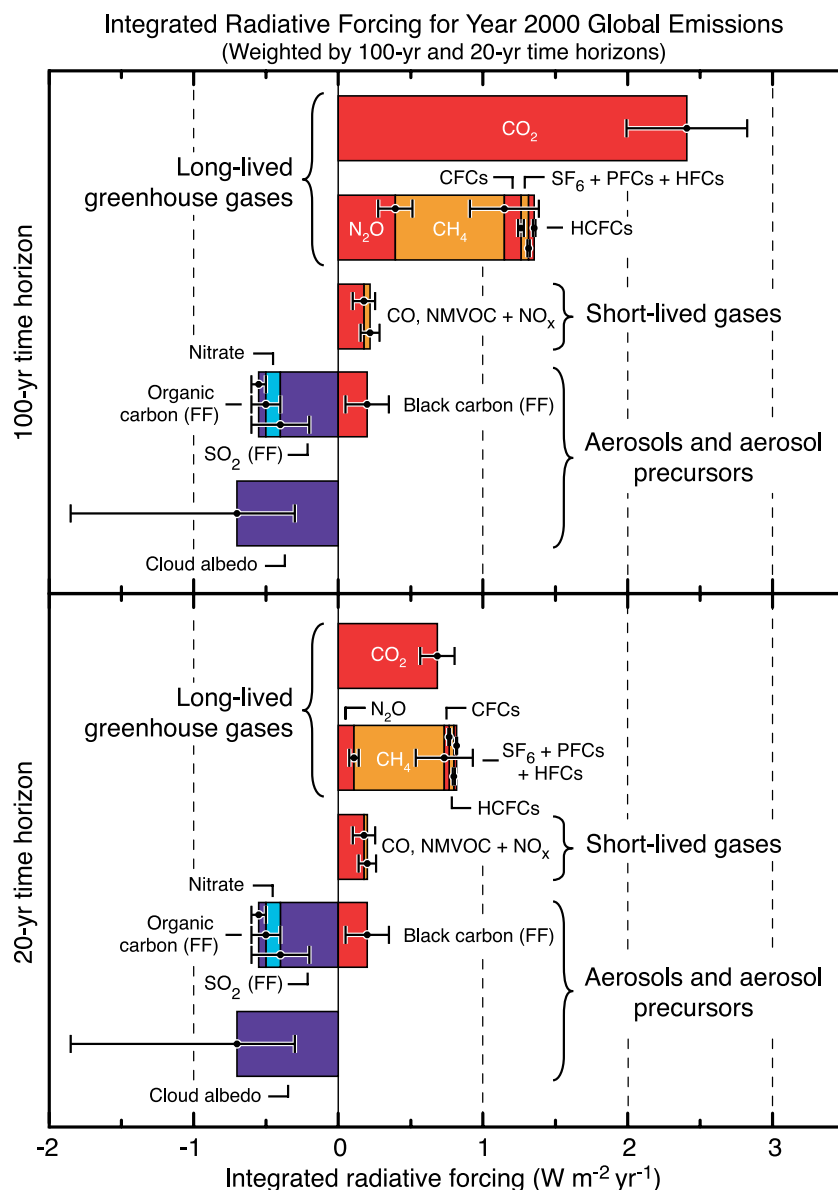 Integrated Radiative Forcing for Year 2000 Global Emissions
(Weighted by 100-yr and 20-yr time horizons)
100-yr time horizon
Long-lived
greenhouse gases
CO₂
CFCs
SF₆ + PFCs + HFCs
N₂O
CH₄
HCFCs
CO, NMVOC + NOₓ
Short-lived gases
Nitrate
Organic
carbon (FF)
SO₂ (FF)
Black carbon (FF)
Aerosols and aerosol
precursors
Cloud albedo
20-yr time horizon
Long-lived
greenhouse gases
CO₂
N₂O
CFCs
CH₄
SF₆ + PFCs
+ HFCs
HCFCs
CO, NMVOC + NOₓ
Short-lived gases
Nitrate
Organic
carbon (FF)
SO₂ (FF)
Black carbon (FF)
Aerosols and aerosol
precursors
Cloud albedo
-2 -1 0 1 2 3
Integrated radiative forcing (W m⁻² yr⁻¹)